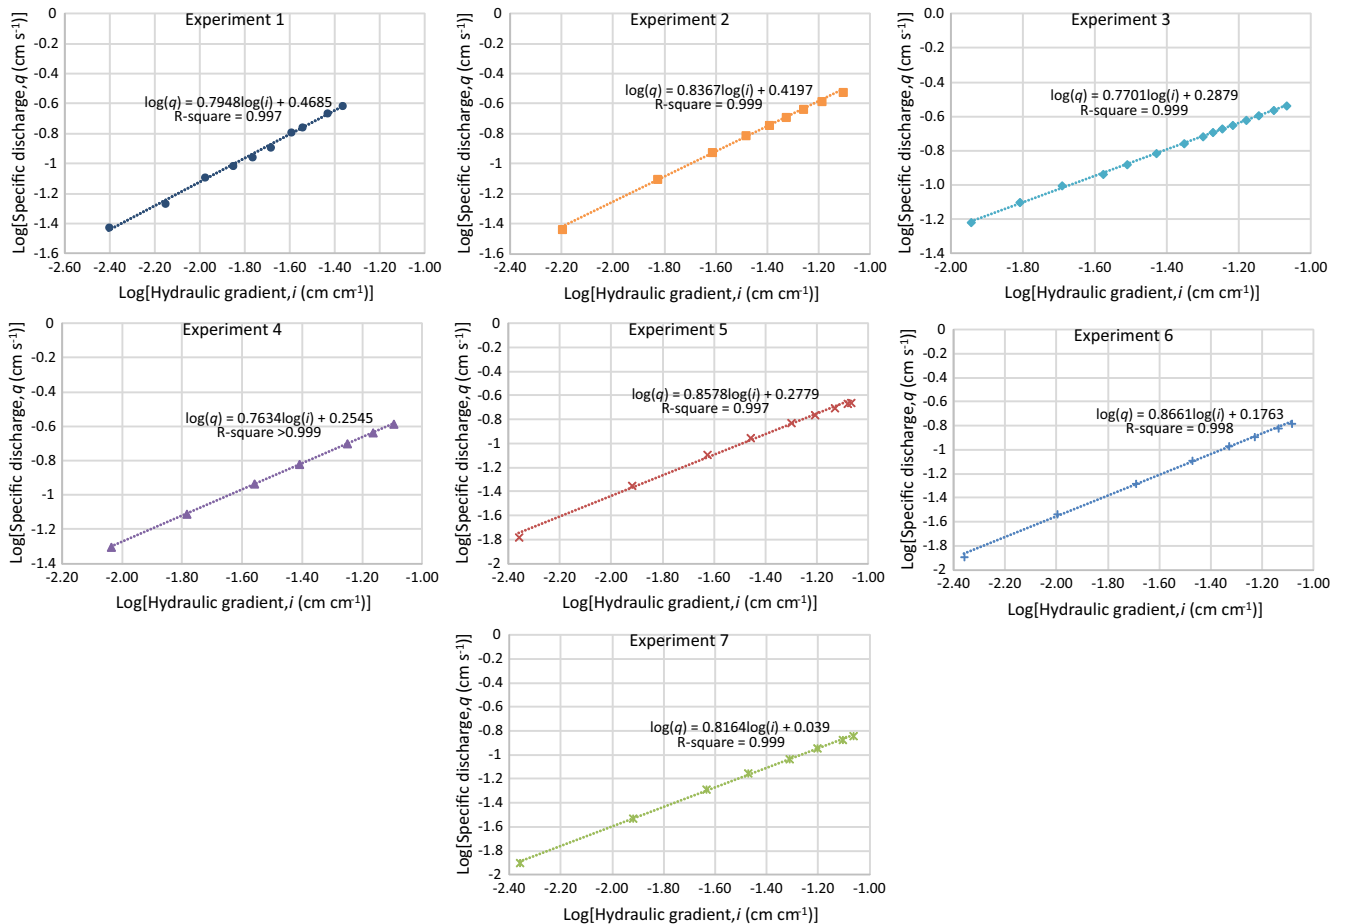 Experiment 1
Log[Specific discharge,q (cm s-1)]
0
-0.2
-0.4
-0.6
-0.8
-1
-1.2
-1.4
-1.6
log(q) = 0.7948log(i) + 0.4685
R-square = 0.997
-2.60 -2.40 -2.20 -2.00 -1.80 -1.60 -1.40 -1.20 -1.00
Log[Hydraulic gradient,i (cm cm-1)]
Experiment 2
Log[Specific discharge,q (cm s-1)]
0
-0.2
-0.4
-0.6
-0.8
-1
-1.2
-1.4
-1.6
log(q) = 0.8367log(i) + 0.4197
R-square = 0.999
-2.40 -2.20 -2.00 -1.80 -1.60 -1.40 -1.20 -1.00
Log[Hydraulic gradient,i (cm cm-1)]
Experiment 3
Log[Specific discharge,q (cm s-1)]
0.0
-0.2
-0.4
-0.6
-0.8
-1.0
-1.2
-1.4
log(q) = 0.7701log(i) + 0.2879
R-square = 0.999
-2.00 -1.80 -1.60 -1.40 -1.20 -1.00
Log[Hydraulic gradient,i (cm cm-1)]
Experiment 4
Log[Specific discharge,q (cm s-1)]
0
-0.2
-0.4
-0.6
-0.8
-1
-1.2
-1.4
log(q) = 0.7634log(i) + 0.2545
R-square >0.999
-2.20 -2.00 -1.80 -1.60 -1.40 -1.20 -1.00
Log[Hydraulic gradient,i (cm cm-1)]
Experiment 5
Log[Specific discharge,q (cm s-1)]
0
-0.2
-0.4
-0.6
-0.8
-1
-1.2
-1.4
-1.6
-1.8
-2
log(q) = 0.8578log(i) + 0.2779
R-square = 0.997
-2.40 -2.20 -2.00 -1.80 -1.60 -1.40 -1.20 -1.00
Log[Hydraulic gradient,i (cm cm-1)]
Experiment 6
Log[Specific discharge,q (cm s-1)]
0
-0.2
-0.4
-0.6
-0.8
-1
-1.2
-1.4
-1.6
-1.8
-2
log(q) = 0.8661log(i) + 0.1763
R-square = 0.998
-2.40 -2.20 -2.00 -1.80 -1.60 -1.40 -1.20 -1.00
Log[Hydraulic gradient,i (cm cm-1)]
Experiment 7
Log[Specific discharge,q (cm s-1)]
0
-0.2
-0.4
-0.6
-0.8
-1
-1.2
-1.4
-1.6
-1.8
-2
log(q) = 0.8164log(i) + 0.039
R-square = 0.999
-2.40 -2.20 -2.00 -1.80 -1.60 -1.40 -1.20 -1.00
Log[Hydraulic gradient,i (cm cm-1)]